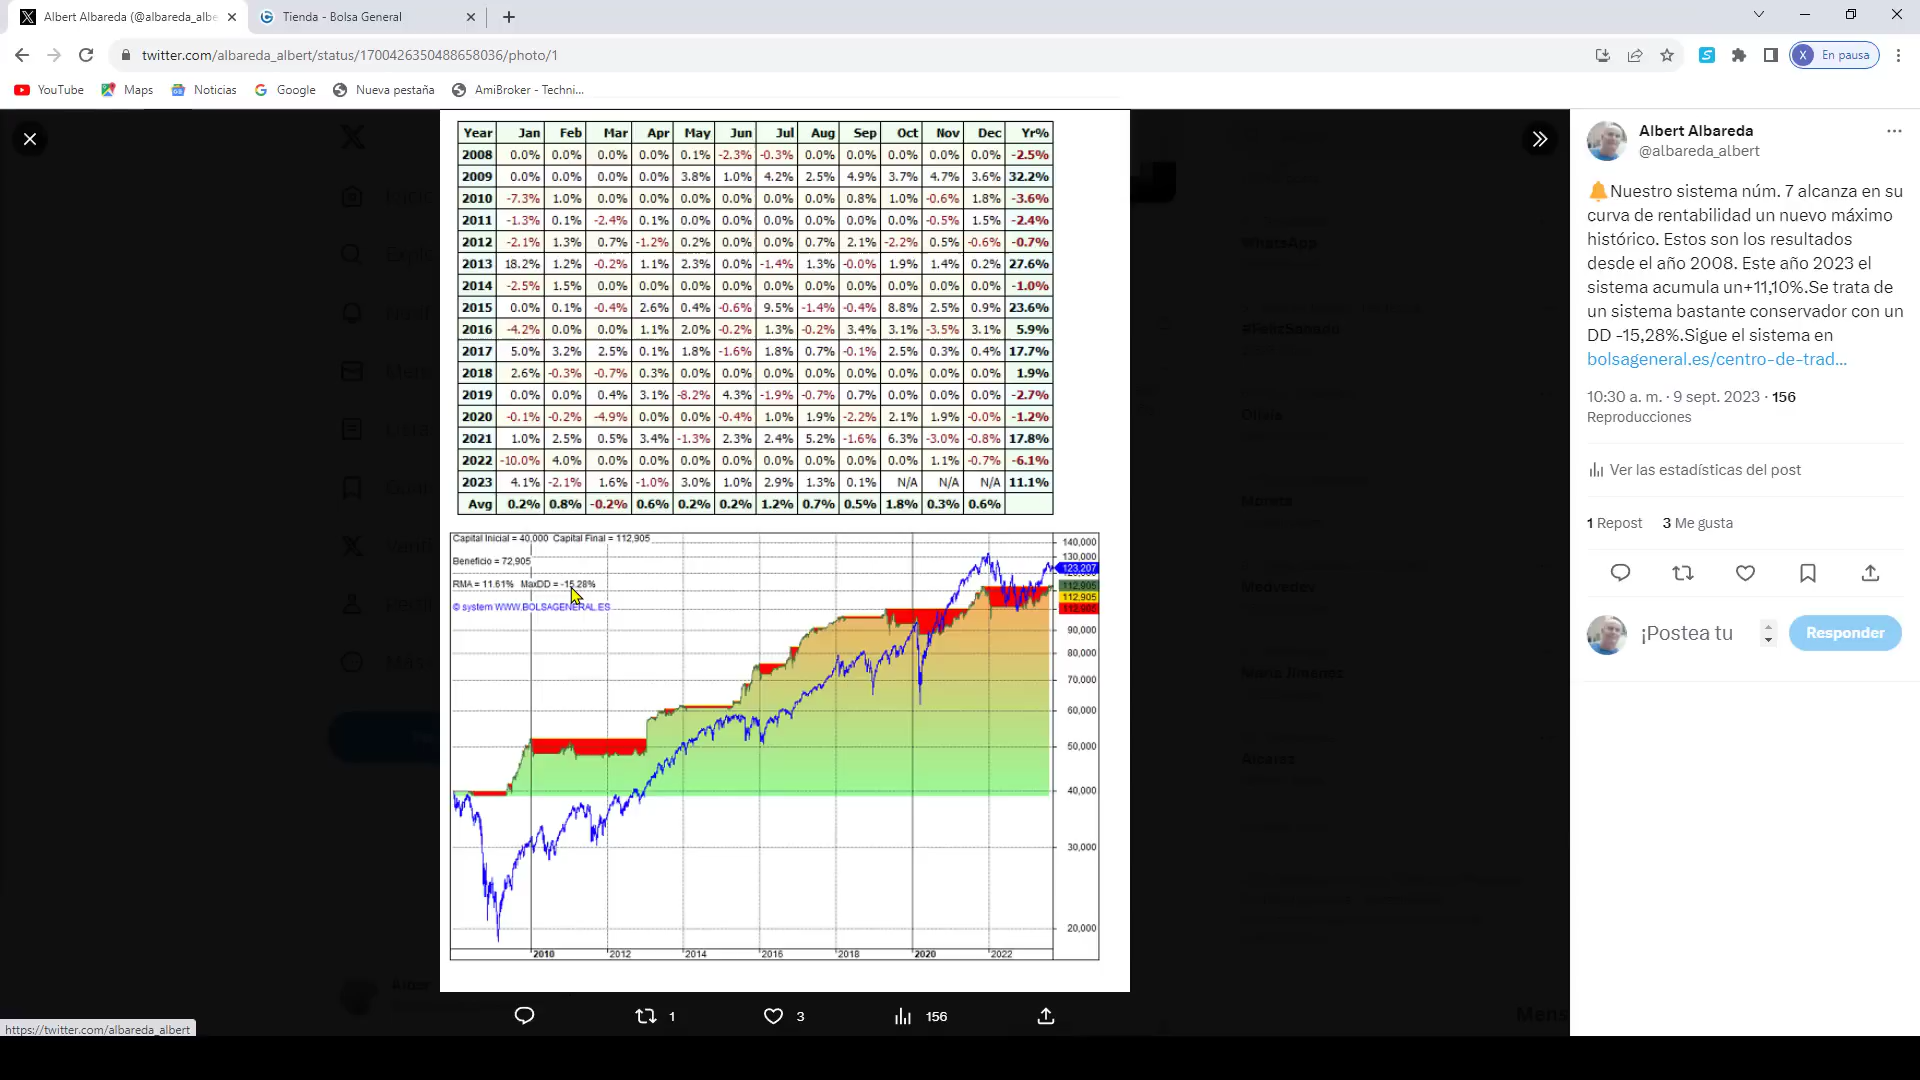 Albert Albareda (@albareda_albe
Tienda - Bolsa General
twitter.com/albareda_albert/status/1700426350488658036/photo/1
X
En pausa
YouTube
Maps
Noticias
Google
Nueva pestaña
AmiBroker - Techni...
Year Jan Feb Mar Apr May Jun Jul Aug Sep Oct Nov Dec Yr%
2008 0.0% 0.0% 0.0% 0.0% 0.1% -2.3% -0.3% 0.0% 0.0% 0.0% 0.0% 0.0% -2.5%
2009 0.0% 0.0% 0.0% 0.0% 3.8% 1.0% 4.2% 2.5% 4.9% 3.7% 4.7% 3.6% 32.2%
2010 -7.3% 1.0% 0.0% 0.0% 0.0% 0.0% 0.0% 0.0% 0.8% 1.0% -0.6% 1.8% -3.6%
2011 -1.3% 0.1% -2.4% 0.1% 0.0% 0.0% 0.0% 0.0% 0.0% 0.0% -0.5% 1.5% -2.4%
2012 -2.1% 1.3% 0.7% -1.2% 0.2% 0.0% 0.0% 0.7% 2.1% -2.2% 0.5% -0.6% -0.7%
2013 18.2% 1.2% -0.2% 1.1% 2.3% 0.0% -1.4% 1.3% -0.0% 1.9% 1.4% 0.2% 27.6%
2014 -2.5% 1.5% 0.0% 0.0% 0.0% 0.0% 0.0% 0.0% 0.0% 0.0% 0.0% 0.0% -1.0%
2015 0.0% 0.1% -0.4% 2.6% 0.4% -0.6% 9.5% -1.4% -0.4% 8.8% 2.5% 0.9% 23.6%
2016 -4.2% 0.0% 0.0% 1.1% 2.0% -0.2% 1.3% -0.2% 3.4% 3.1% -3.5% 3.1% 5.9%
2017 5.0% 3.2% 2.5% 0.1% 1.8% -1.6% 1.8% 0.7% -0.1% 2.5% 0.3% 0.4% 17.7%
2018 2.6% -0.3% -0.7% 0.3% 0.0% 0.0% 0.0% 0.0% 0.0% 0.0% 0.0% 0.0% 1.9%
2019 0.0% 0.0% 0.4% 3.1% -8.2% 4.3% -1.9% -0.7% 0.7% 0.0% 0.0% 0.0% -2.7%
2020 -0.1% -0.2% -4.9% 0.0% 0.0% -0.4% 1.0% 1.9% -2.2% 2.1% 1.9% -0.0% -1.2%
2021 1.0% 2.5% 0.5% 3.4% -1.3% 2.3% 2.4% 5.2% -1.6% 6.3% -3.0% -0.8% 17.8%
2022 -10.0% 4.0% 0.0% 0.0% 0.0% 0.0% 0.0% 0.0% 0.0% 0.0% 1.1% -0.7% -6.1%
2023 4.1% -2.1% 1.6% -1.0% 3.0% 1.0% 2.9% 1.3% 0.1% N/A N/A N/A 11.1%
Avg 0.2% 0.8% -0.2% 0.6% 0.2% 0.2% 1.2% 0.7% 0.5% 1.8% 0.3% 0.6%
Capital Inicial = 40,000 Capital Final = 112,905
Beneficio = 72,905
RMA = 11.61% MaxDD = -15.28%
© system WWW.BOLSAGENERAL.ES
140,000
130,000
123,207
112,905
112,905
90,000
80,000
70,000
60,000
50,000
40,000
30,000
20,000
2010 2012 2014 2016 2018 2020 2022
1
3
156
https://twitter.com/albareda_albert
WhatsApp
Olivia
Moneta
Medvedev
María Jiménez
Alcaraz
Albert Albareda
@albareda_albert
Nuestro sistema núm. 7 alcanza en su
curva de rentabilidad un nuevo máximo
histórico. Estos son los resultados
desde el año 2008. Este año 2023 el
sistema acumula un+11,10%.Se trata de
un sistema bastante conservador con un
DD -15,28%.Sigue el sistema en
bolsageneral.es/centro-de-trad...
10:30 a. m. · 9 sept. 2023 · 156
Reproducciones
Ver las estadísticas del post
1 Repost 3 Me gusta
¡Postea tu
Responder